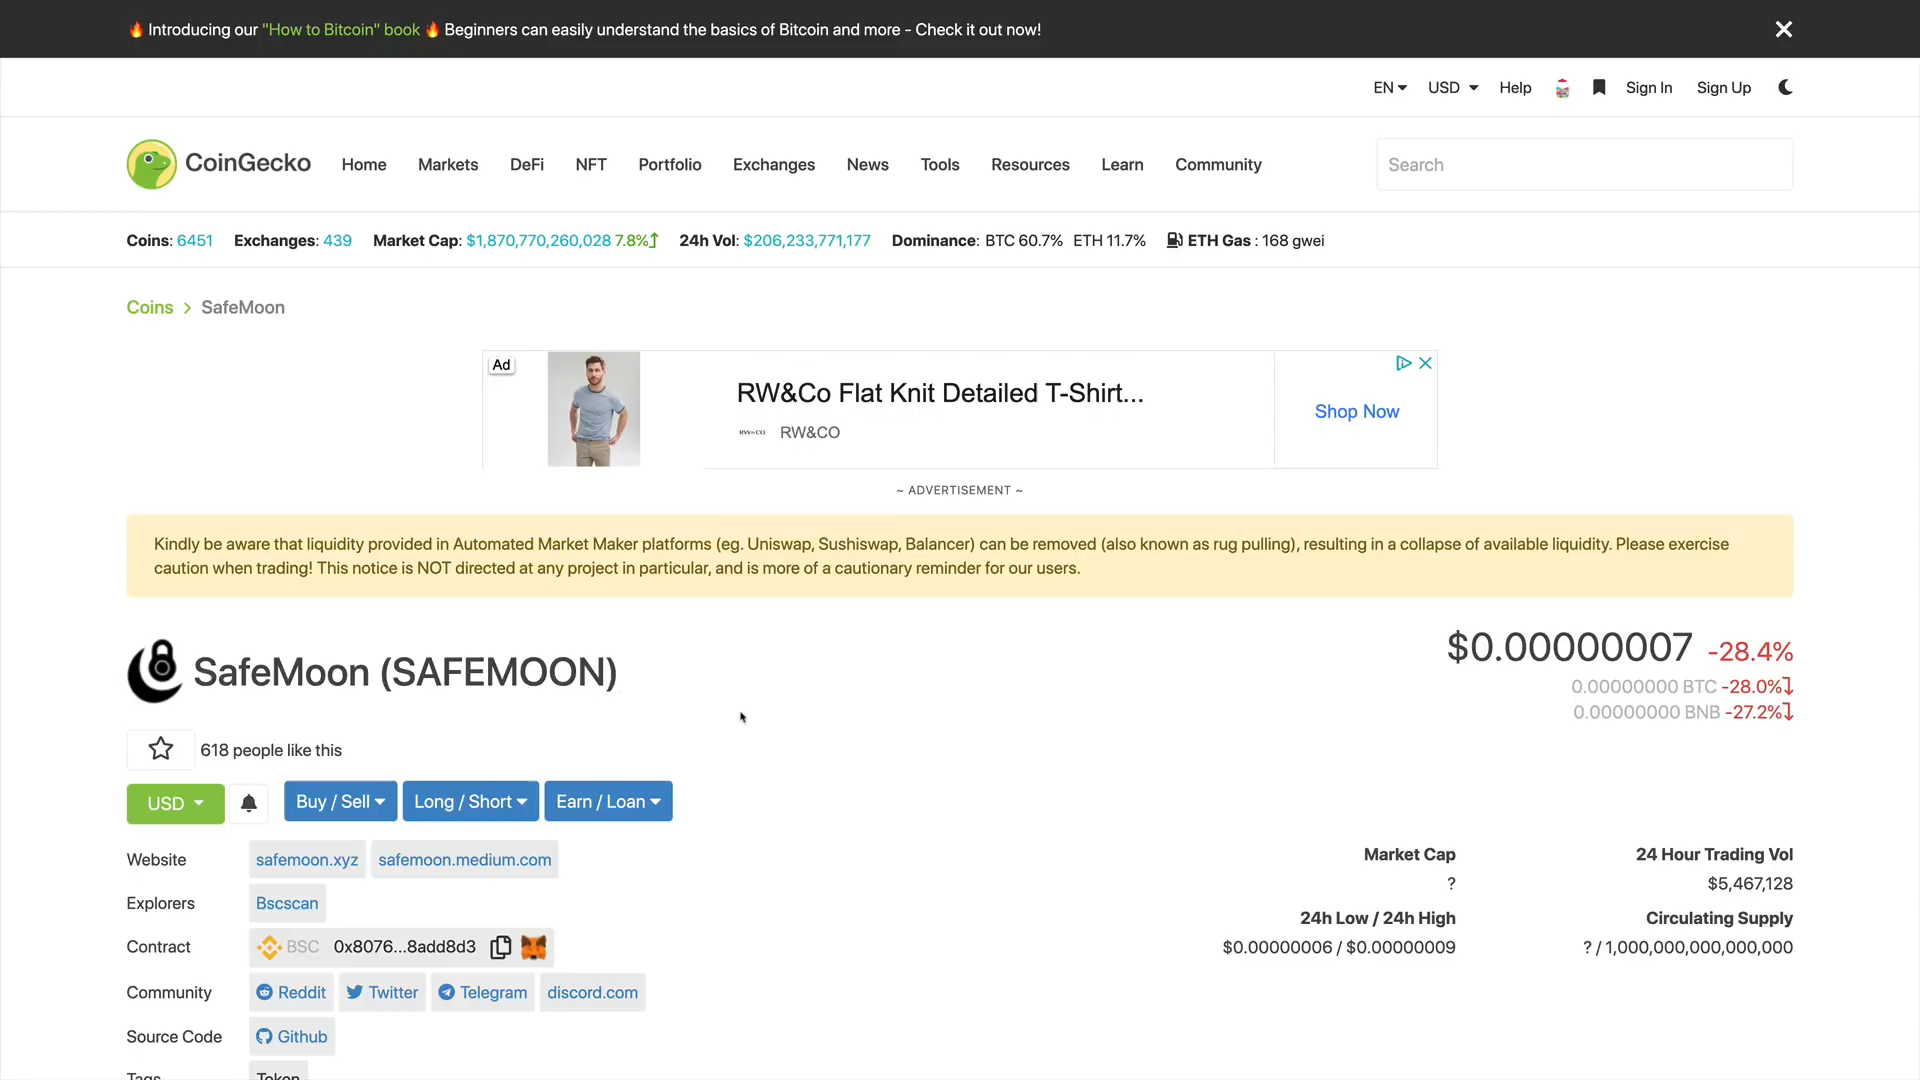 🔥 Introducing our "How to Bitcoin" book 🔥 Beginners can easily understand the basics of Bitcoin and more - Check it out now!
EN USD Help Sign In Sign Up
CoinGecko Home Markets DeFi NFT Portfolio Exchanges News Tools Resources Learn Community Search
Coins: 6451 Exchanges: 439 Market Cap: $1,870,770,260,028 7.8% 24h Vol: $206,233,771,177 Dominance: BTC 60.7% ETH 11.7% ETH Gas : 168 gwei
Coins > SafeMoon
Ad
RW&Co Flat Knit Detailed T-Shirt...
Shop Now
RW&CO RW&CO
~ ADVERTISEMENT ~
Kindly be aware that liquidity provided in Automated Market Maker platforms (eg. Uniswap, Sushiswap, Balancer) can be removed (also known as rug pulling), resulting in a collapse of available liquidity. Please exercise
caution when trading! This notice is NOT directed at any project in particular, and is more of a cautionary reminder for our users.
SafeMoon (SAFEMOON)
$0.00000007 -28.4%
0.00000000 BTC -28.0%
0.00000000 BNB -27.2%
618 people like this
USD Buy / Sell Long / Short Earn / Loan
Website safemoon.xyz safemoon.medium.com
Explorers Bscscan
Contract BSC 0x8076...8add8d3
Community Reddit Twitter Telegram discord.com
Source Code Github
Tags Token
Market Cap 24 Hour Trading Vol
? $5,467,128
24h Low / 24h High Circulating Supply
$0.00000006 / $0.00000009 ? / 1,000,000,000,000,000